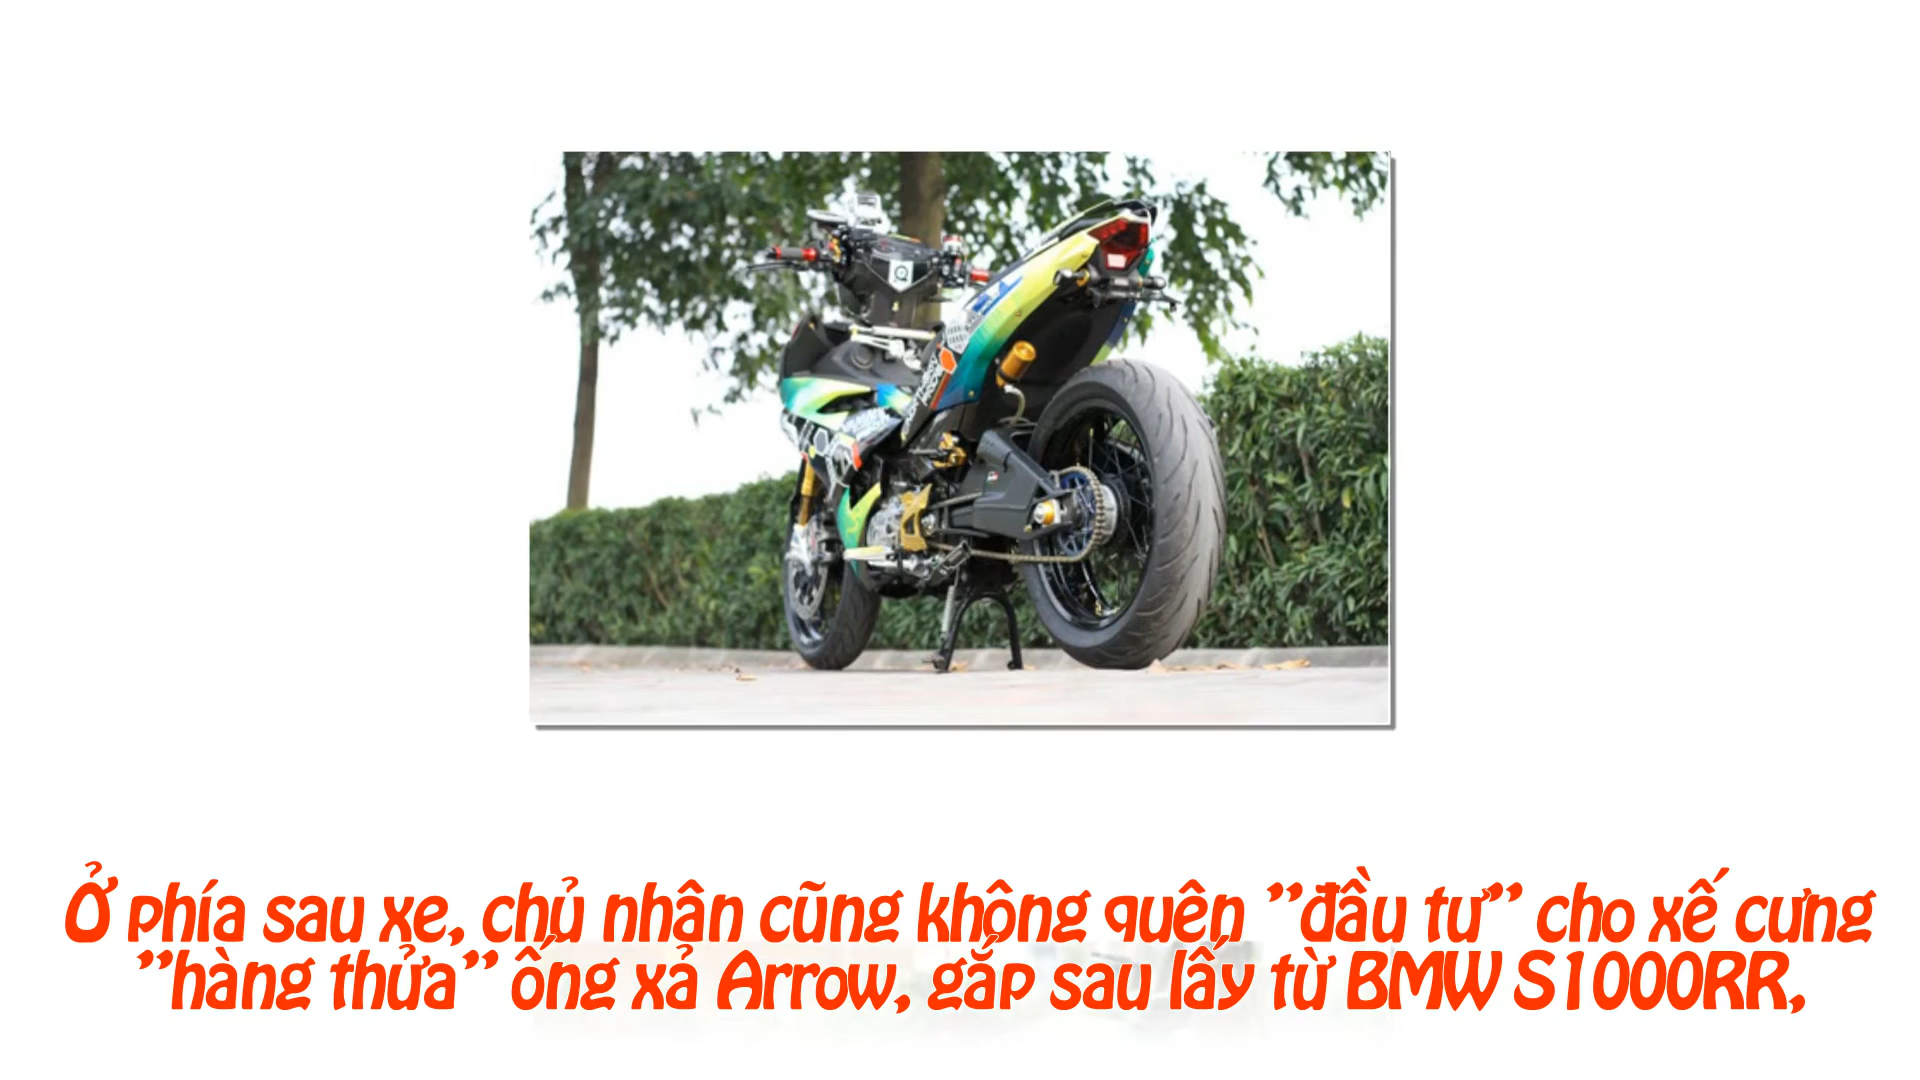 Ở phía sau xe, chủ nhân cũng không quên "đầu tư" cho xế cưng
"hàng thửa" ống xả Arrow, gắp sau lấy từ BMW S1000RR,